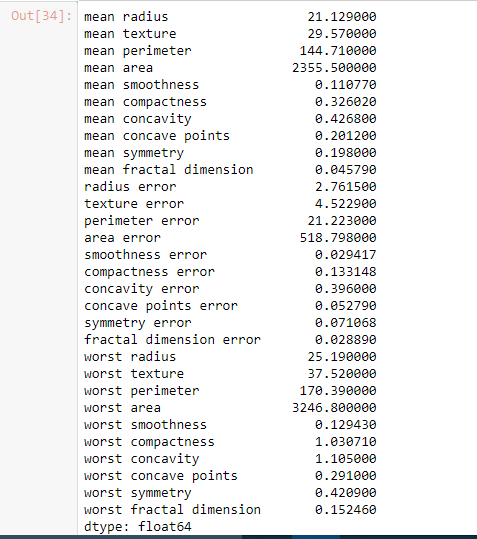 Out[34]: mean radius 21.129000
mean texture 29.570000
mean perimeter 144.710000
mean area 2355.500000
mean smoothness 0.110770
mean compactness 0.326020
mean concavity 0.426800
mean concave points 0.201200
mean symmetry 0.198000
mean fractal dimension 0.045790
radius error 2.761500
texture error 4.522900
perimeter error 21.223000
area error 518.798000
smoothness error 0.029417
compactness error 0.133148
concavity error 0.396000
concave points error 0.052790
symmetry error 0.071068
fractal dimension error 0.028890
worst radius 25.190000
worst texture 37.520000
worst perimeter 170.390000
worst area 3246.800000
worst smoothness 0.129430
worst compactness 1.030710
worst concavity 1.105000
worst concave points 0.291000
worst symmetry 0.420900
worst fractal dimension 0.152460
dtype: float64